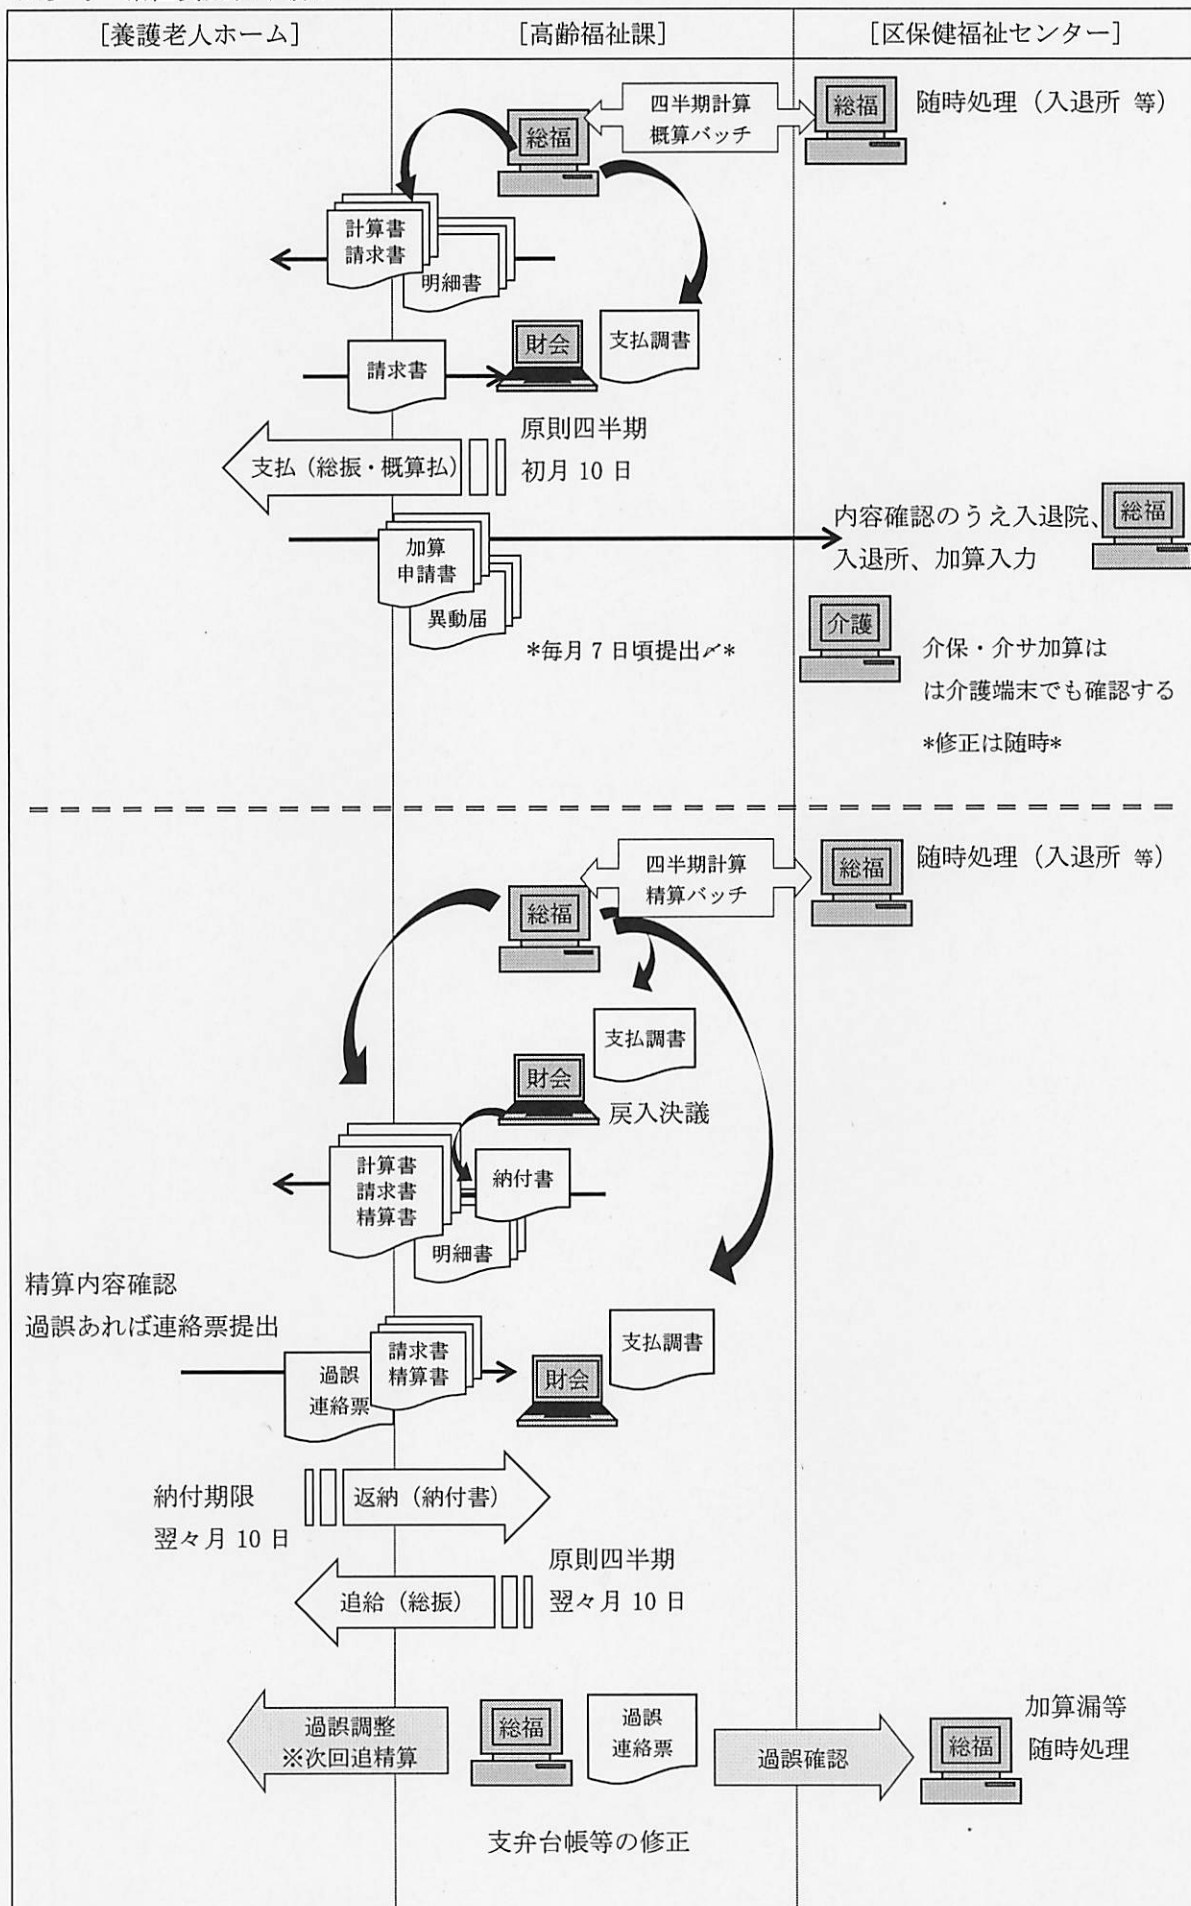 [養護老人ホーム]
[高齢福祉課]
[区保健福祉センター]
総福
四半期計算
概算バッチ
総福
随時処理（入退所 等）
計算書
請求書
明細書
支払調書
財会
請求書
原則四半期
初月 10 日
支払（総振・概算払）
加算
申請書
異動届
*毎月 7 日頃提出〆*
内容確認のうえ入退院、
入退所、加算入力
総福
介護
介保・介サ加算は
は介護端末でも確認する
*修正は随時*
総福
四半期計算
精算バッチ
総福
随時処理（入退所 等）
支払調書
財会
戻入決議
計算書
請求書
精算書
納付書
明細書
精算内容確認
過誤あれば連絡票提出
過誤
連絡票
請求書
精算書
財会
支払調書
納付期限
翌々月 10 日
返納（納付書）
追給（総振）
原則四半期
翌々月 10 日
過誤調整
※次回追精算
総福
過誤
連絡票
過誤確認
総福
加算漏等
随時処理
支弁台帳等の修正